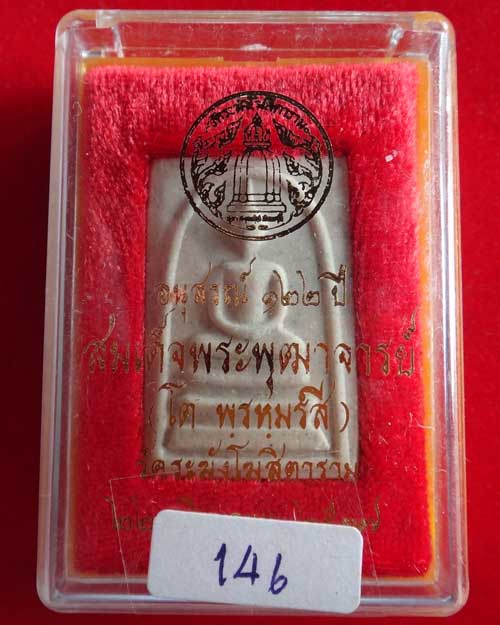 อนุสรณ์ ๑๒๒ ปี
สมเด็จพระพุฒาจารย์
(โต พฺรหฺมรํสี)
วัดระฆังโฆสิตาราม
146